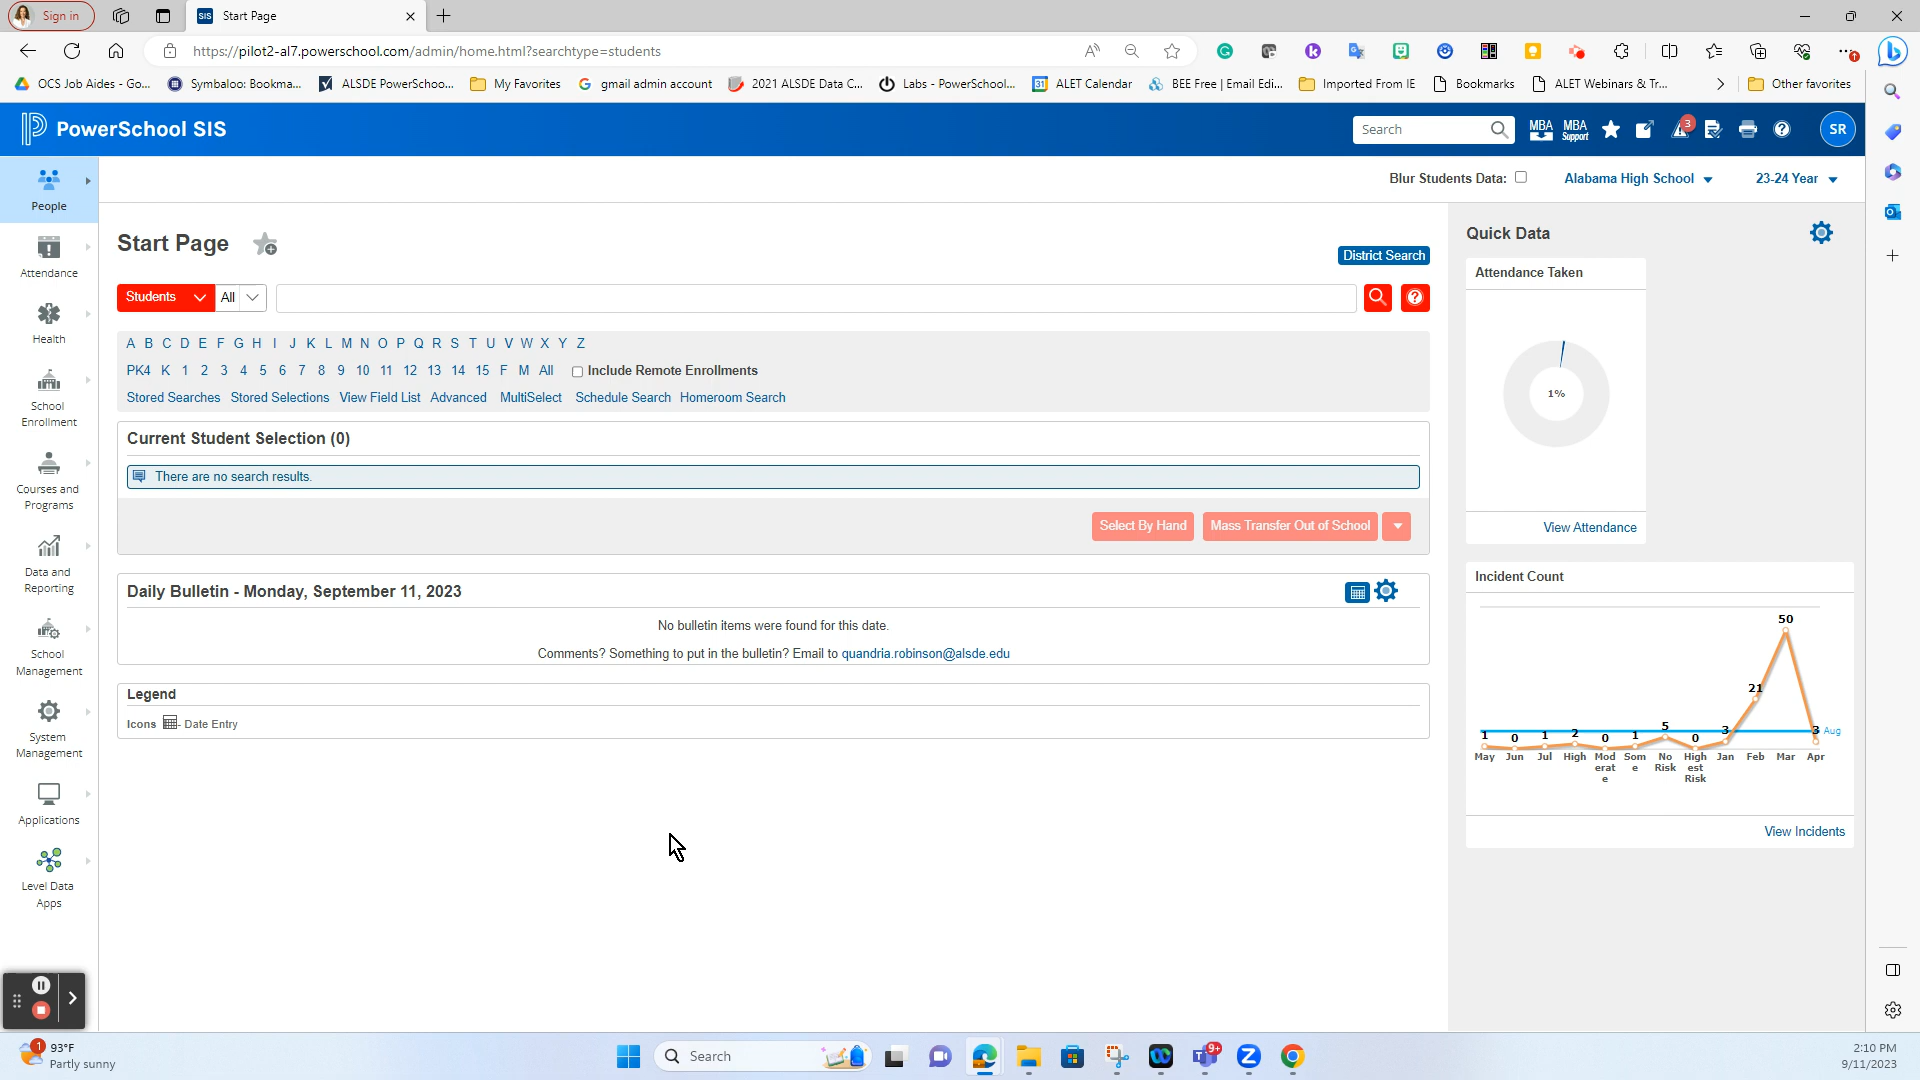 Sign in
SIS Start Page
https://pilot2-al7.powerschool.com/admin/home.html?searchtype=students
OCS Job Aides - Go...
Symbaloo: Bookma...
ALSDE PowerSchoo...
My Favorites
gmail admin account
2021 ALSDE Data C...
Labs - PowerSchool...
ALET Calendar
BEE Free | Email Edi...
Imported From IE
Bookmarks
ALET Webinars & Tr...
Other favorites
PowerSchool SIS
Search
MBA
MBA Support
3
SR
Blur Students Data:
Alabama High School
23-24 Year
People
Attendance
Health
School Enrollment
Courses and Programs
Data and Reporting
School Management
System Management
Applications
Level Data Apps
Start Page
District Search
Students
All
A B C D E F G H I J K L M N O P Q R S T U V W X Y Z
PK4 K 1 2 3 4 5 6 7 8 9 10 11 12 13 14 15 F M All Include Remote Enrollments
Stored Searches Stored Selections View Field List Advanced MultiSelect Schedule Search Homeroom Search
Current Student Selection (0)
There are no search results.
Select By Hand
Mass Transfer Out of School
Daily Bulletin - Monday, September 11, 2023
No bulletin items were found for this date.
Comments? Something to put in the bulletin? Email to quandria.robinson@alsde.edu
Legend
Icons - Date Entry
Quick Data
Attendance Taken
1%
View Attendance
Incident Count
50
21
1 0 1 2 0 1 5 0 3 3
Aug
May Jun Jul High Moderate Some No Risk Highest Risk Jan Feb Mar Apr
View Incidents
1
93°F
Partly sunny
Search
9+
2:10 PM
9/11/2023